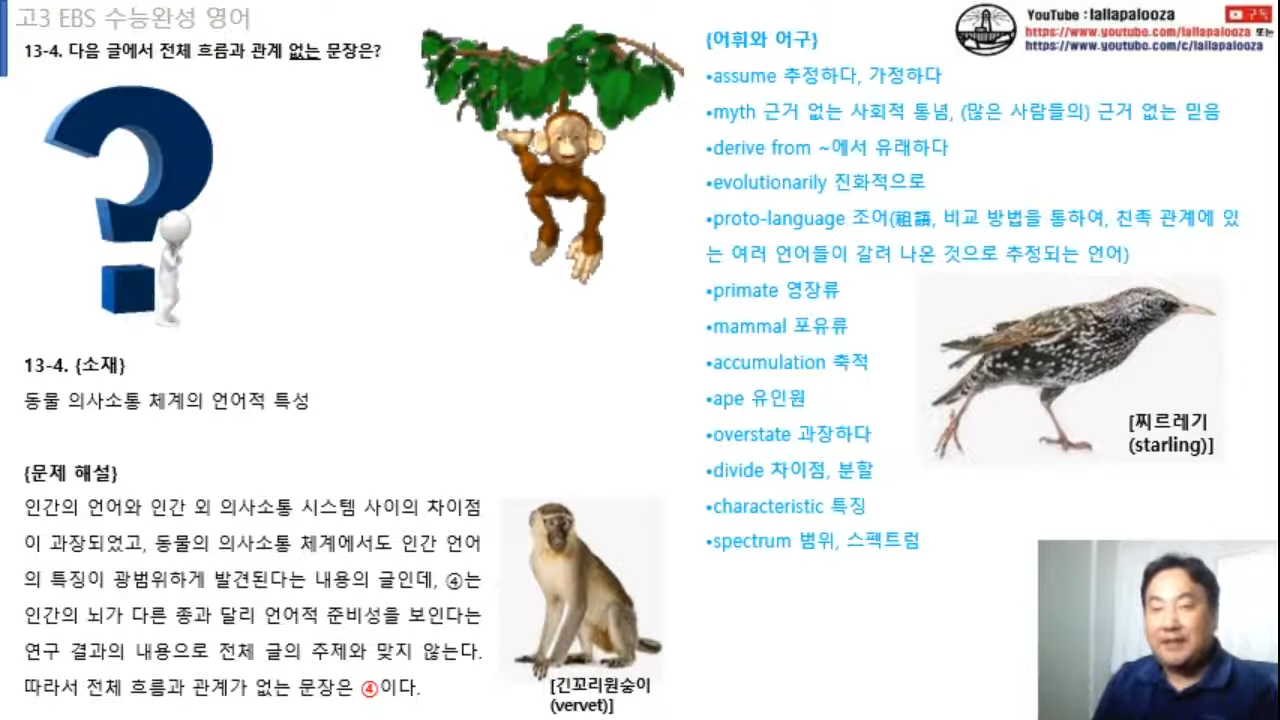 고3 EBS 수능완성 영어
13-4. 다음 글에서 전체 흐름과 관계 없는 문장은?
13-4. {소재}
동물 의사소통 체계의 언어적 특성
{문제 해설}
인간의 언어와 인간 외 의사소통 시스템 사이의 차이점
이 과장되었고, 동물의 의사소통 체계에서도 인간 언어
의 특징이 광범위하게 발견된다는 내용의 글인데, ④는
인간의 뇌가 다른 종과 달리 언어적 준비성을 보인다는
연구 결과의 내용으로 전체 글의 주제와 맞지 않는다.
따라서 전체 흐름과 관계가 없는 문장은 ④이다.
[긴꼬리원숭이
(vervet)]
YouTube : lallapalooza
구독
https://www.youtube.com/lallapalooza 또는
https://www.youtube.com/c/lallapalooza
{어휘와 어구}
•assume 추정하다, 가정하다
•myth 근거 없는 사회적 통념, (많은 사람들의) 근거 없는 믿음
•derive from ~에서 유래하다
•evolutionarily 진화적으로
•proto-language 조어(祖語, 비교 방법을 통하여, 친족 관계에 있
는 여러 언어들이 갈려 나온 것으로 추정되는 언어)
•primate 영장류
•mammal 포유류
•accumulation 축적
•ape 유인원
•overstate 과장하다
•divide 차이점, 분할
•characteristic 특징
•spectrum 범위, 스펙트럼
[찌르레기
(starling)]